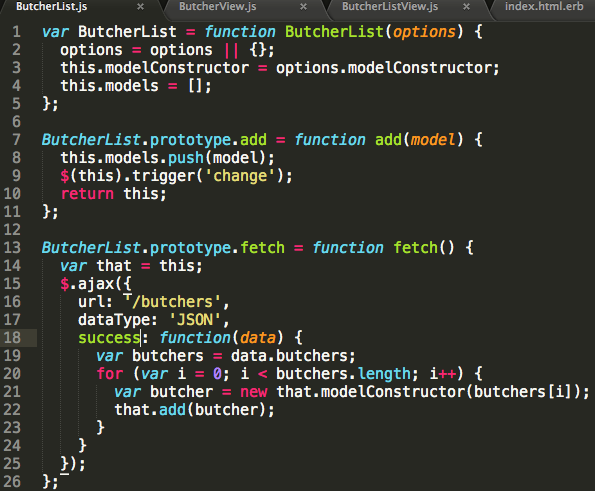 ButcherList.js × ButcherView.js × ButcherListView.js × index.html.erb
1 var ButcherList = function ButcherList(options) {
2   options = options || {};
3   this.modelConstructor = options.modelConstructor;
4   this.models = [];
5 };
6
7 ButcherList.prototype.add = function add(model) {
8   this.models.push(model);
9   $(this).trigger('change');
10   return this;
11 };
12
13 ButcherList.prototype.fetch = function fetch() {
14   var that = this;
15   $.ajax({
16     url: '/butchers',
17     dataType: 'JSON',
18     success: function(data) {
19       var butchers = data.butchers;
20       for (var i = 0; i < butchers.length; i++) {
21         var butcher = new that.modelConstructor(butchers[i]);
22         that.add(butcher);
23       }
24     }
25   });
26 };